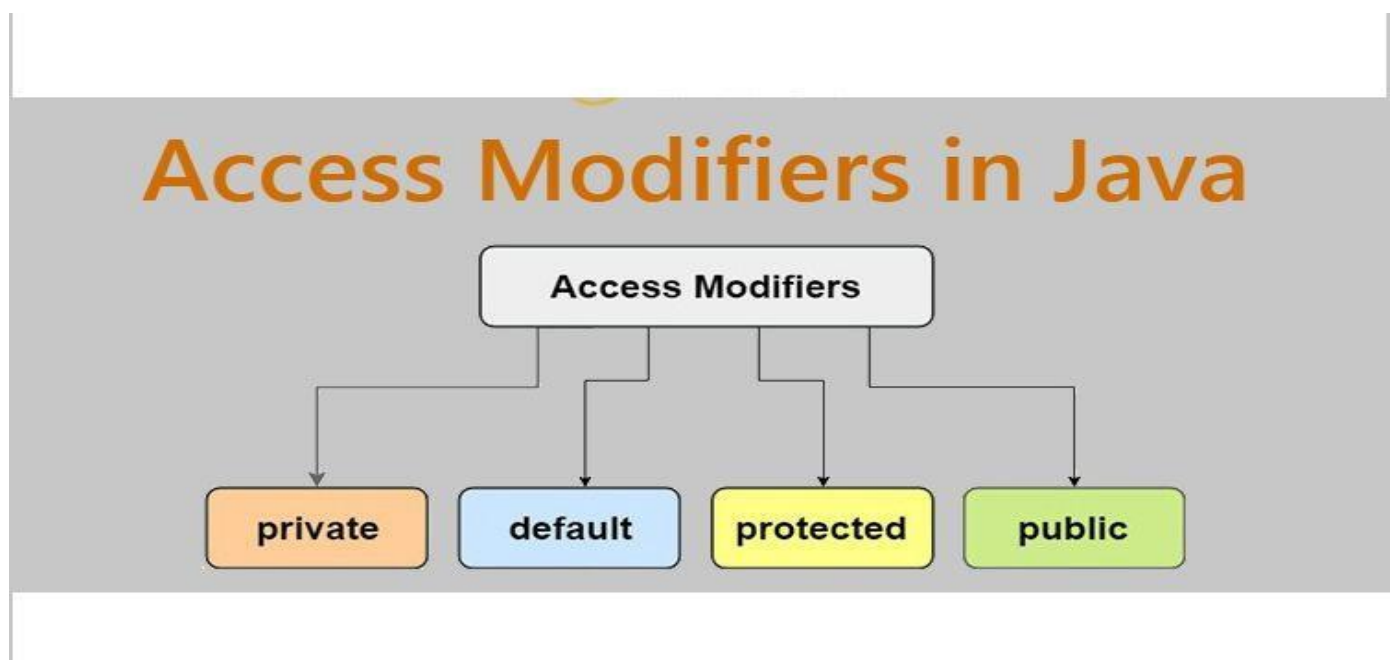 Access Modifiers in Java
Access Modifiers
private default protected public